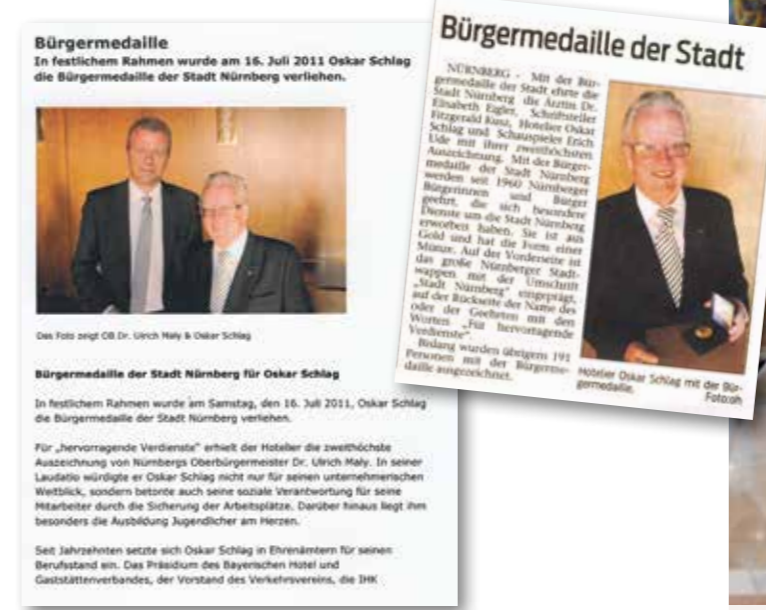 Bürgermedaille
In festlichem Rahmen wurde am 16. Juli 2011 Oskar Schlag
die Bürgermedaille der Stadt Nürnberg verliehen.
Das Foto zeigt OB Dr. Ulrich Maly & Oskar Schlag
Bürgermedaille der Stadt Nürnberg für Oskar Schlag
In festlichem Rahmen wurde am Samstag, den 16. Juli 2011, Oskar Schlag
die Bürgermedaille der Stadt Nürnberg verliehen.
Für „hervorragende Verdienste“ erhielt der Hotelier die zweithöchste
Auszeichnung von Nürnbergs Oberbürgermeister Dr. Ulrich Maly. In seiner
Laudatio würdigte er Oskar Schlag nicht nur für seinen unternehmerischen
Weitblick, sondern betonte auch seine soziale Verantwortung für seine
Mitarbeiter durch die Sicherung der Arbeitsplätze. Darüber hinaus liegt ihm
besonders die Ausbildung Jugendlicher am Herzen.
Seit Jahrzehnten setzte sich Oskar Schlag in Ehrenämtern für seinen
Berufsstand ein. Das Präsidium des Bayerischen Hotel und
Gaststättenverbandes, der Vorstand des Verkehrsvereins, die IHK
Bürgermedaille der Stadt
NÜRNBERG - Mit der Bür-
germedaille der Stadt ehrte die
Stadt Nürnberg die Ärztin Dr.
Elisabeth Eigler, Schriftsteller
Fitzgerald Kusz, Hotelier Oskar
Schlag und Schauspieler Erich
Ude mit ihrer zweithöchsten
Auszeichnung. Mit der Bürger-
medaille der Stadt Nürnberg
werden seit 1960 Nürnberger
Bürgerinnen und Bürger
geehrt, die sich besondere
Dienste um die Stadt Nürnberg
erworben haben. Sie ist aus
Gold und hat die Form einer
Münze. Auf der Vorderseite ist
das große Nürnberger Stadt-
wappen mit der Umschrift
„Stadt Nürnberg“ eingeprägt,
auf der Rückseite der Name des
oder der Geehrten mit den
Worten „Für hervorragende
Verdienste“.
Bislang wurden übrigens 191
Personen mit der Bürgerme-
daille ausgezeichnet.
Hotelier Oskar Schlag mit der Bür-
germedaille. Foto:oh